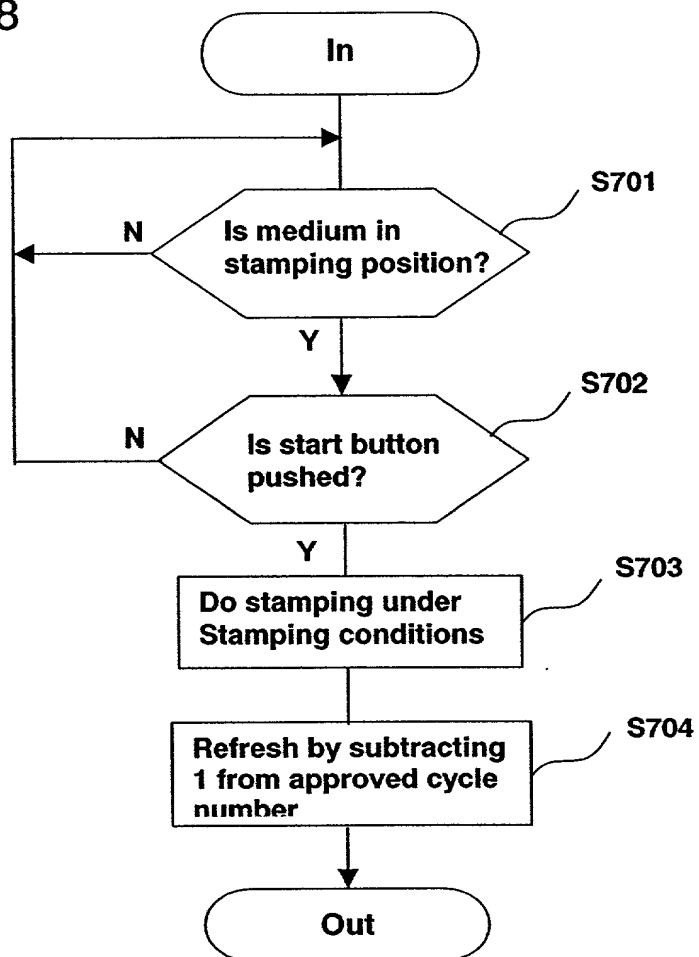 8
In
S701
N
Is medium in
stamping position?
Y
S702
N
Is start button
pushed?
Y
S703
Do stamping under
Stamping conditions
S704
Refresh by subtracting
1 from approved cycle
number
Out